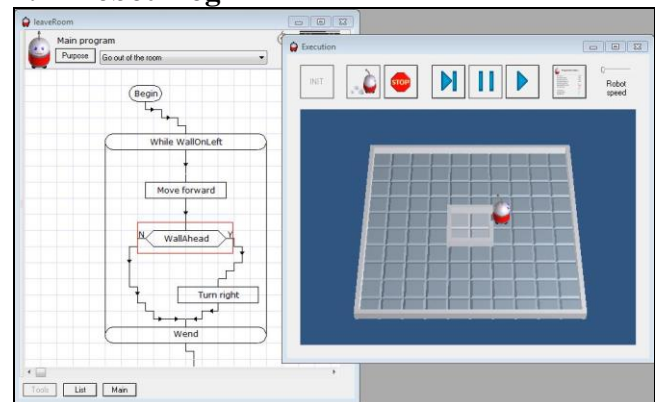 leaveRoom
Main program
Purpose
Go out of the room
Begin
While WallOnLeft
Move forward
N
WallAhead
Y
Turn right
Wend
Tools
List
Main
Execution
INIT
STOP
Robot
speed